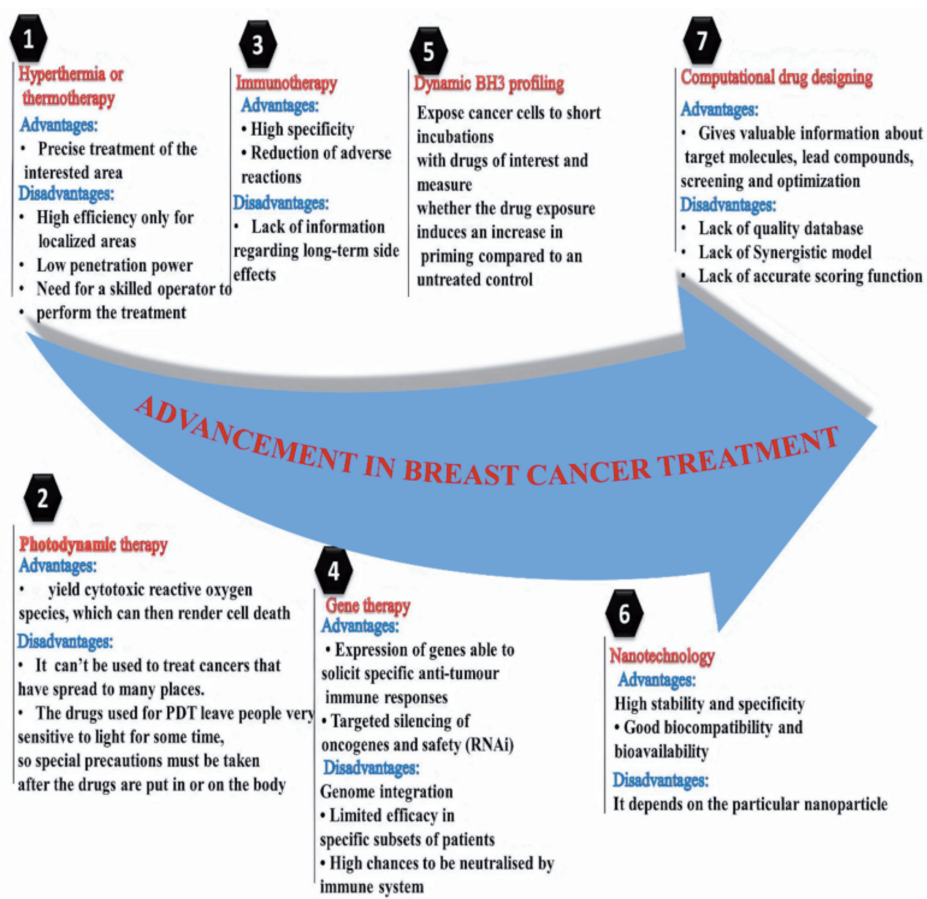 1
Hyperthermia or
thermotherapy
Advantages:
• Precise treatment of the
interested area
Disadvantages:
• High efficiency only for
localized areas
• Low penetration power
• Need for a skilled operator to
• perform the treatment
3
Immunotherapy
Advantages:
• High specificity
• Reduction of adverse
reactions
Disadvantages:
• Lack of information
regarding long-term side
effects
5
Dynamic BH3 profiling
Expose cancer cells to short
incubations
with drugs of interest and
measure
whether the drug exposure
induces an increase in
priming compared to an
untreated control
7
Computational drug designing
Advantages:
• Gives valuable information about
target molecules, lead compounds,
screening and optimization
Disadvantages:
• Lack of quality database
• Lack of Synergistic model
• Lack of accurate scoring function
ADVANCEMENT IN BREAST CANCER TREATMENT
2
Photodynamic therapy
Advantages:
• yield cytotoxic reactive oxygen
species, which can then render cell death
Disadvantages:
• It can't be used to treat cancers that
have spread to many places.
• The drugs used for PDT leave people very
sensitive to light for some time,
so special precautions must be taken
after the drugs are put in or on the body
4
Gene therapy
Advantages:
• Expression of genes able to
solicit specific anti-tumour
immune responses
• Targeted silencing of
oncogenes and safety (RNAi)
Disadvantages:
Genome integration
• Limited efficacy in
specific subsets of patients
• High chances to be neutralised by
immune system
6
Nanotechnology
Advantages:
High stability and specificity
• Good biocompatibility and
bioavailability
Disadvantages:
It depends on the particular nanoparticle